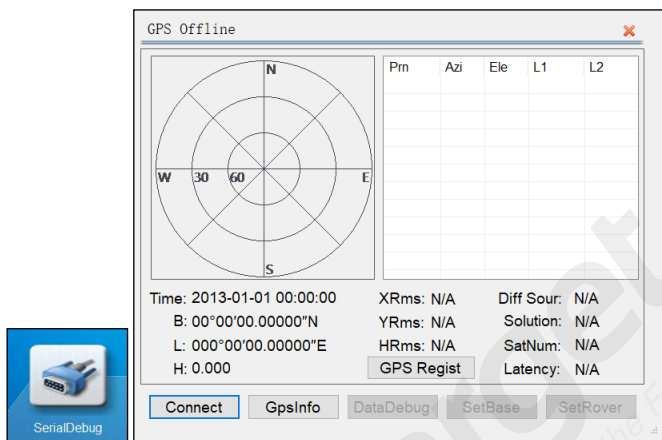 GPS Offline
N
W 30 60 E
S
Prn Azi Ele L1 L2
Time: 2013-01-01 00:00:00 XRms: N/A Diff Sour: N/A
B: 00°00'00.00000"N YRms: N/A Solution: N/A
L: 000°00'00.00000"E HRms: N/A SatNum: N/A
H: 0.000 GPS Regist Latency: N/A
Connect GpsInfo DataDebug SetBase SetRover
SerialDebug